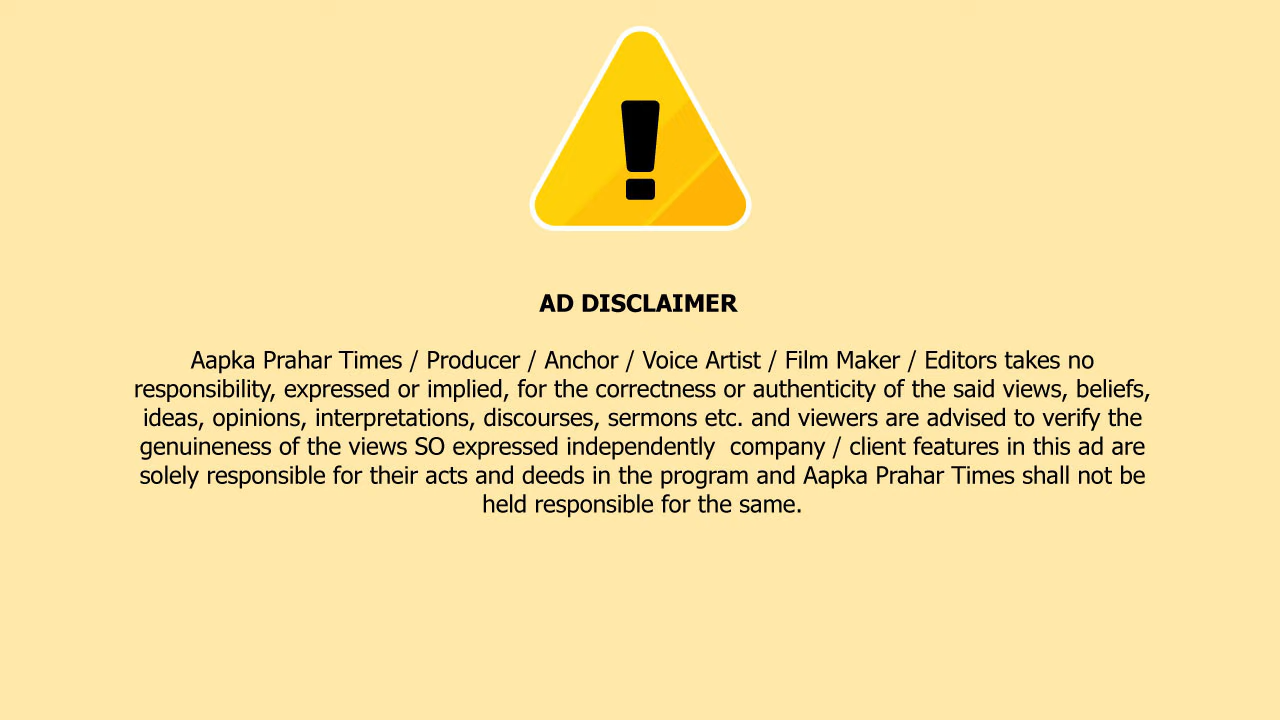 AD DISCLAIMER
Aapka Prahar Times / Producer / Anchor / Voice Artist / Film Maker / Editors takes no
responsibility, expressed or implied, for the correctness or authenticity of the said views, beliefs,
ideas, opinions, interpretations, discourses, sermons etc. and viewers are advised to verify the
genuineness of the views SO expressed independently  company / client features in this ad are
solely responsible for their acts and deeds in the program and Aapka Prahar Times shall not be
held responsible for the same.